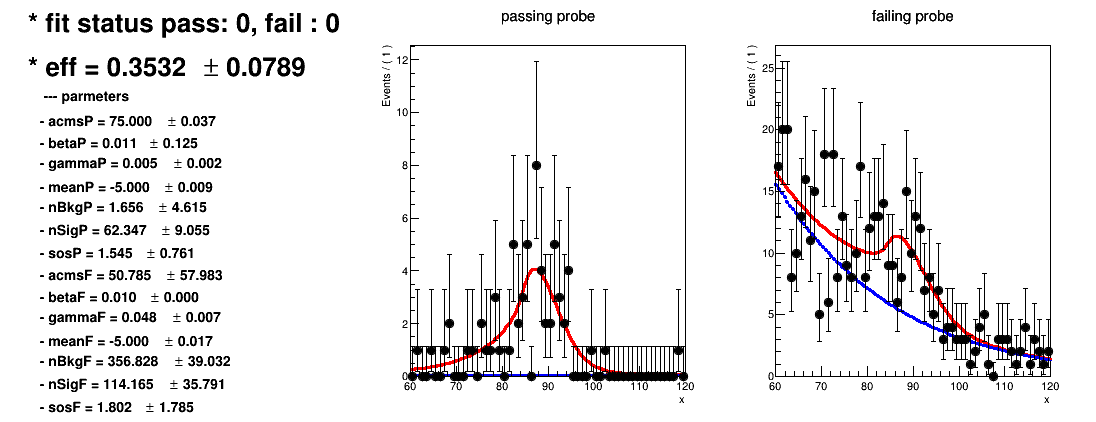 * fit status pass: 0, fail : 0
* eff = 0.3532 ± 0.0789
--- parmeters
- acmsP = 75.000 ± 0.037
- betaP = 0.011 ± 0.125
- gammaP = 0.005 ± 0.002
- meanP = -5.000 ± 0.009
- nBkgP = 1.656 ± 4.615
- nSigP = 62.347 ± 9.055
- sosP = 1.545 ± 0.761
- acmsF = 50.785 ± 57.983
- betaF = 0.010 ± 0.000
- gammaF = 0.048 ± 0.007
- meanF = -5.000 ± 0.017
- nBkgF = 356.828 ± 39.032
- nSigF = 114.165 ± 35.791
- sosF = 1.802 ± 1.785
passing probe
Events / ( 1 )
12
10
8
6
4
2
0
60 70 80 90 100 110 120
x
failing probe
Events / ( 1 )
25
20
15
10
5
0
60 70 80 90 100 110 120
x